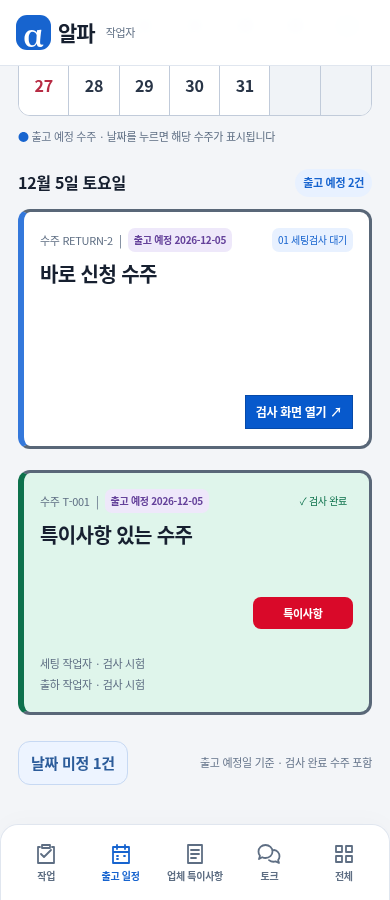 α 알파 작업자
27 28 29 30 31
출고 예정 수주 · 날짜를 누르면 해당 수주가 표시됩니다
12월 5일 토요일 출고 예정 2건
수주 RETURN-2 | 출고 예정 2026-12-05 01 세팅검사 대기
바로 신청 수주
검사 화면 열기 ↗
수주 T-001 | 출고 예정 2026-12-05 ✓ 검사 완료
특이사항 있는 수주
특이사항
세팅 작업자 · 검사 시험
출하 작업자 · 검사 시험
날짜 미정 1건 출고 예정일 기준 · 검사 완료 수주 포함
작업 출고 일정 업체 특이사항 토크 전체